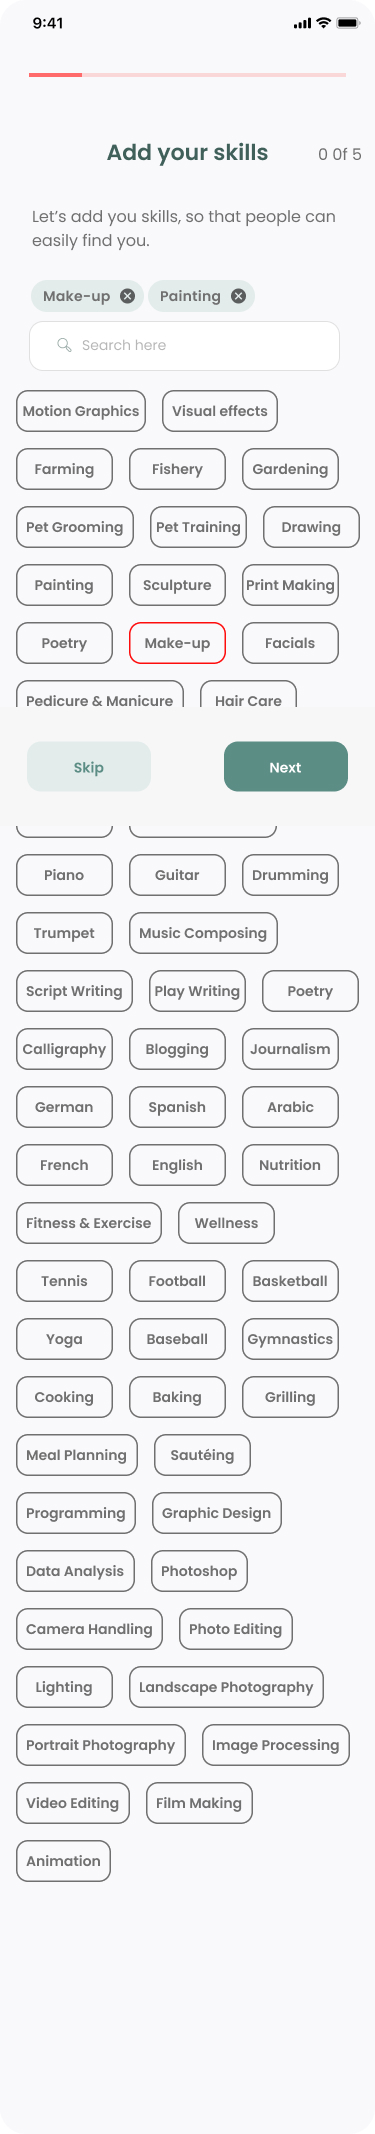 9:41
Add your skills 0 0f 5
Let's add you skills, so that people can
easily find you.
Make-up Painting
Search here
Motion Graphics Visual effects
Farming Fishery Gardening
Pet Grooming Pet Training Drawing
Painting Sculpture Print Making
Poetry Make-up Facials
Pedicure & Manicure Hair Care
Skip Next
Piano Guitar Drumming
Trumpet Music Composing
Script Writing Play Writing Poetry
Calligraphy Blogging Journalism
German Spanish Arabic
French English Nutrition
Fitness & Exercise Wellness
Tennis Football Basketball
Yoga Baseball Gymnastics
Cooking Baking Grilling
Meal Planning Sautéing
Programming Graphic Design
Data Analysis Photoshop
Camera Handling Photo Editing
Lighting Landscape Photography
Portrait Photography Image Processing
Video Editing Film Making
Animation